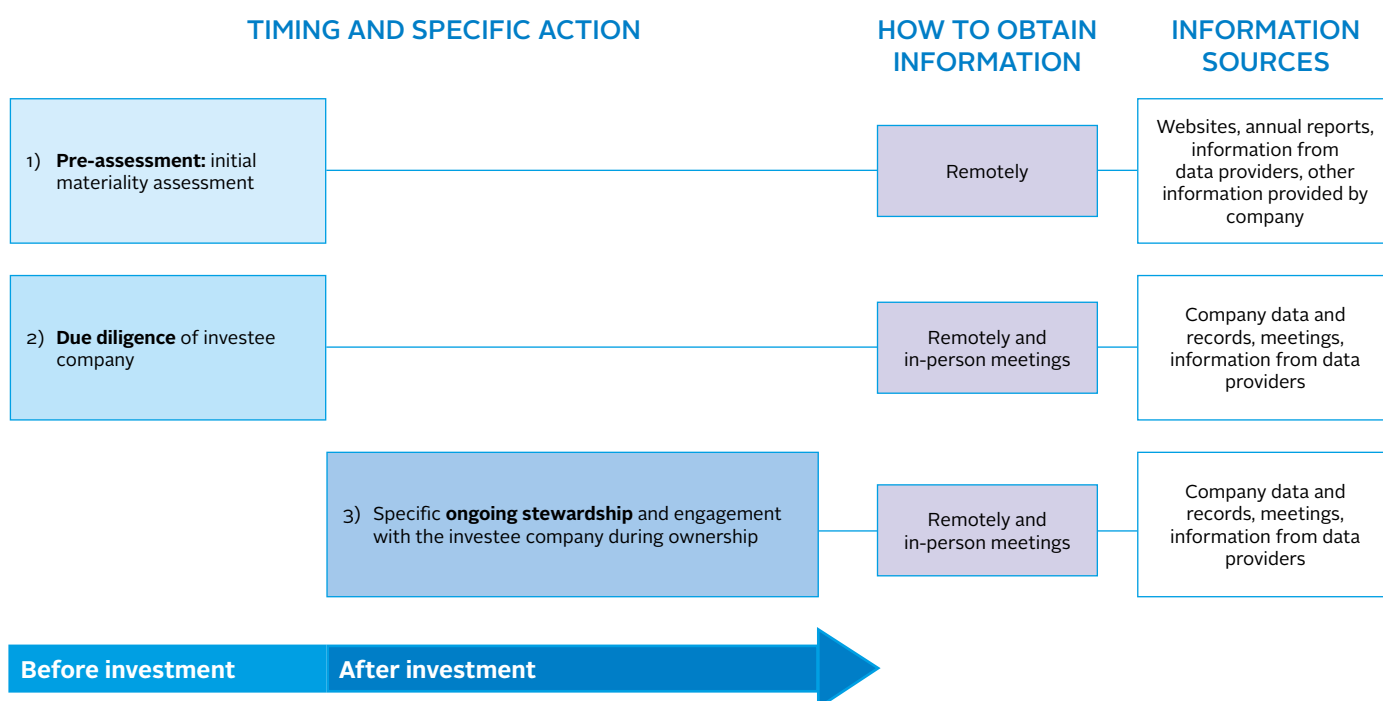 TIMING AND SPECIFIC ACTION
HOW TO OBTAIN
INFORMATION
INFORMATION
SOURCES
1) Pre-assessment: initial
materiality assessment
Remotely
Websites, annual reports,
information from
data providers, other
information provided by
company
2) Due diligence of investee
company
Remotely and
in-person meetings
Company data and
records, meetings,
information from data
providers
3) Specific ongoing stewardship and engagement
with the investee company during ownership
Remotely and
in-person meetings
Company data and
records, meetings,
information from data
providers
Before investment
After investment